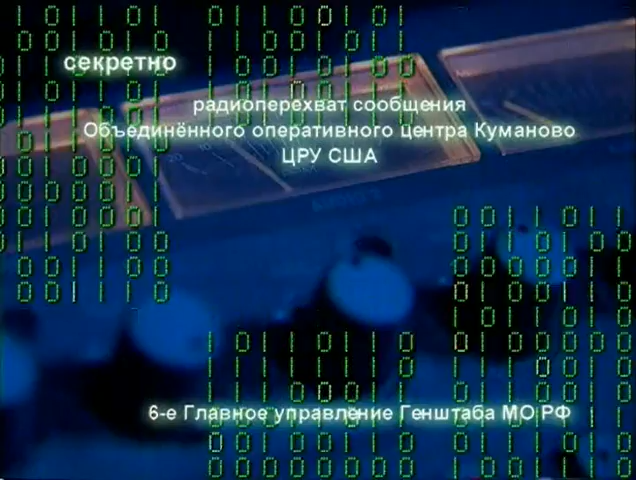 секретно
радиоперехват сообщения
Объединённого оперативного центра Куманово
ЦРУ США
6-е Главное управление Генштаба МО РФ